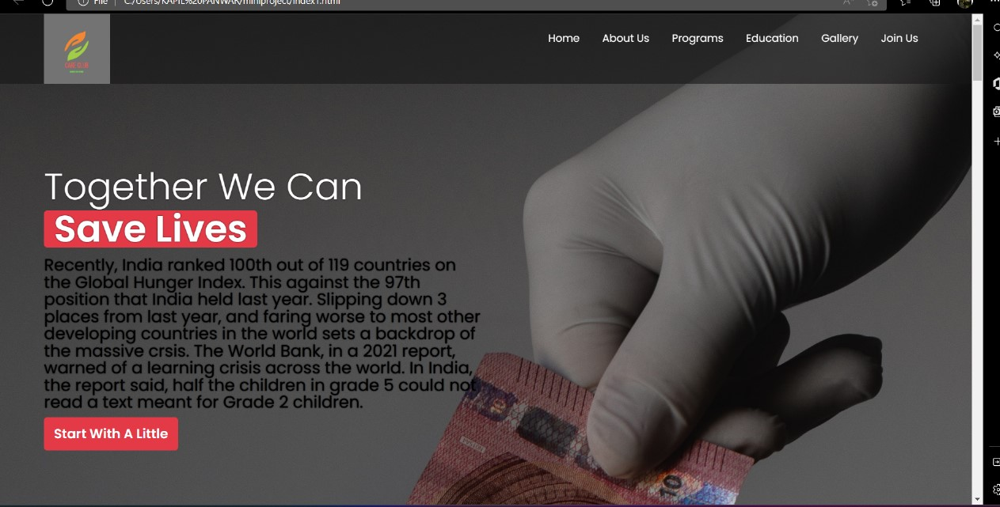 File
C:/Users/KAPIL%20PANWAR/miniproject/index1.html
Home About Us Programs Education Gallery Join Us
Together We Can
Save Lives
Recently, India ranked 100th out of 119 countries on
the Global Hunger Index. This against the 97th
position that India held last year. Slipping down 3
places from last year, and faring worse to most other
developing countries in the world sets a backdrop of
the massive crsis. The World Bank, in a 2021 report,
warned of a learning crisis across the world. In India,
the report said, half the children in grade 5 could not
read a text meant for Grade 2 children.
Start With A Little
10
10